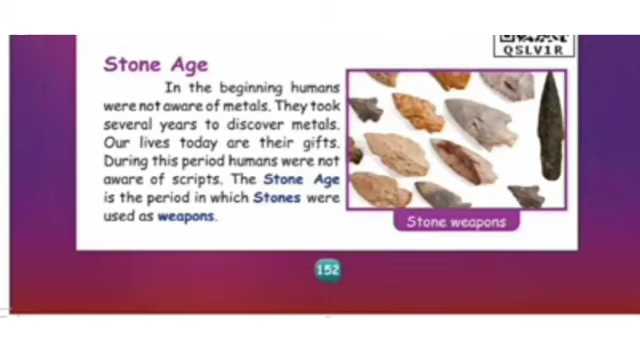 QSLV1R
Stone Age
In the beginning humans
were not aware of metals. They took
several years to discover metals.
Our lives today are their gifts.
During this period humans were not
aware of scripts. The Stone Age
is the period in which Stones were
used as weapons.
Stone weapons
152